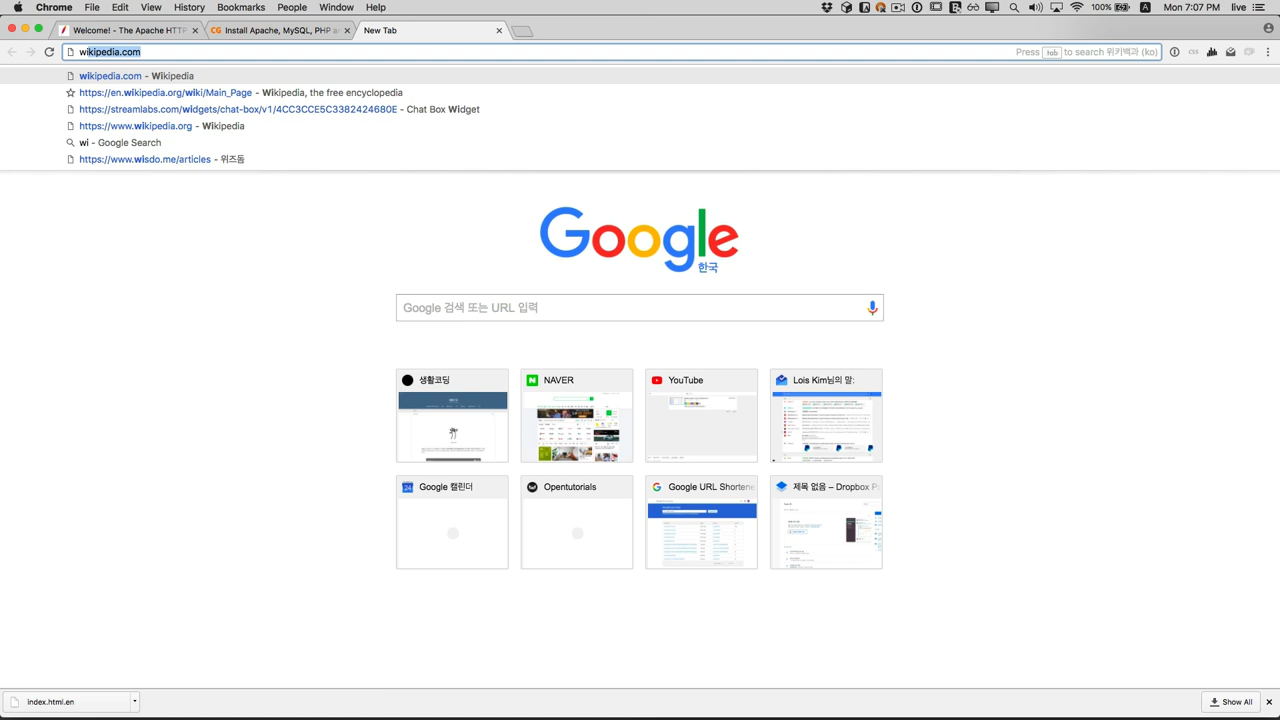 Chrome File Edit View History Bookmarks People Window Help 100% Mon 7:07 PM live
Welcome! - The Apache HTTP Install Apache, MySQL, PHP a New Tab
wikipedia.com Press tab to search 위키백과 (ko)
wikipedia.com - Wikipedia
https://en.wikipedia.org/wiki/Main_Page - Wikipedia, the free encyclopedia
https://streamlabs.com/widgets/chat-box/v1/4CC3CCE5C3382424680E - Chat Box Widget
https://www.wikipedia.org - Wikipedia
wi - Google Search
https://www.wisdo.me/articles - 위즈돔
Google
한국
Google 검색 또는 URL 입력
생활코딩 NAVER YouTube Lois Kim님의 말:
Google 캘린더 Opentutorials Google URL Shortene 제목 없음 – Dropbox P
index.html.en Show All